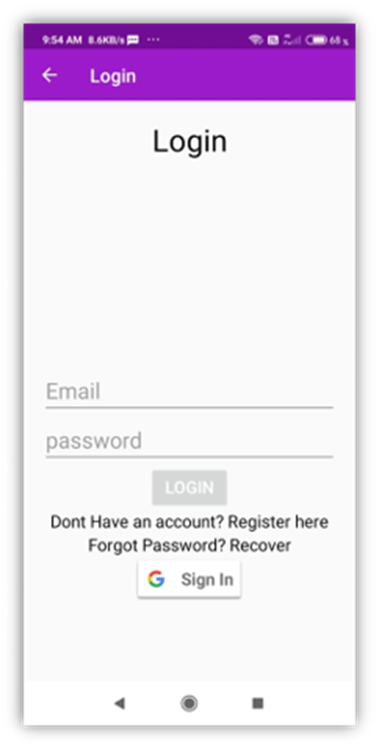 9:54 AM 8.6KB/s ... 68 %
Login
Login
Email
password
LOGIN
Dont Have an account? Register here
Forgot Password? Recover
G Sign In